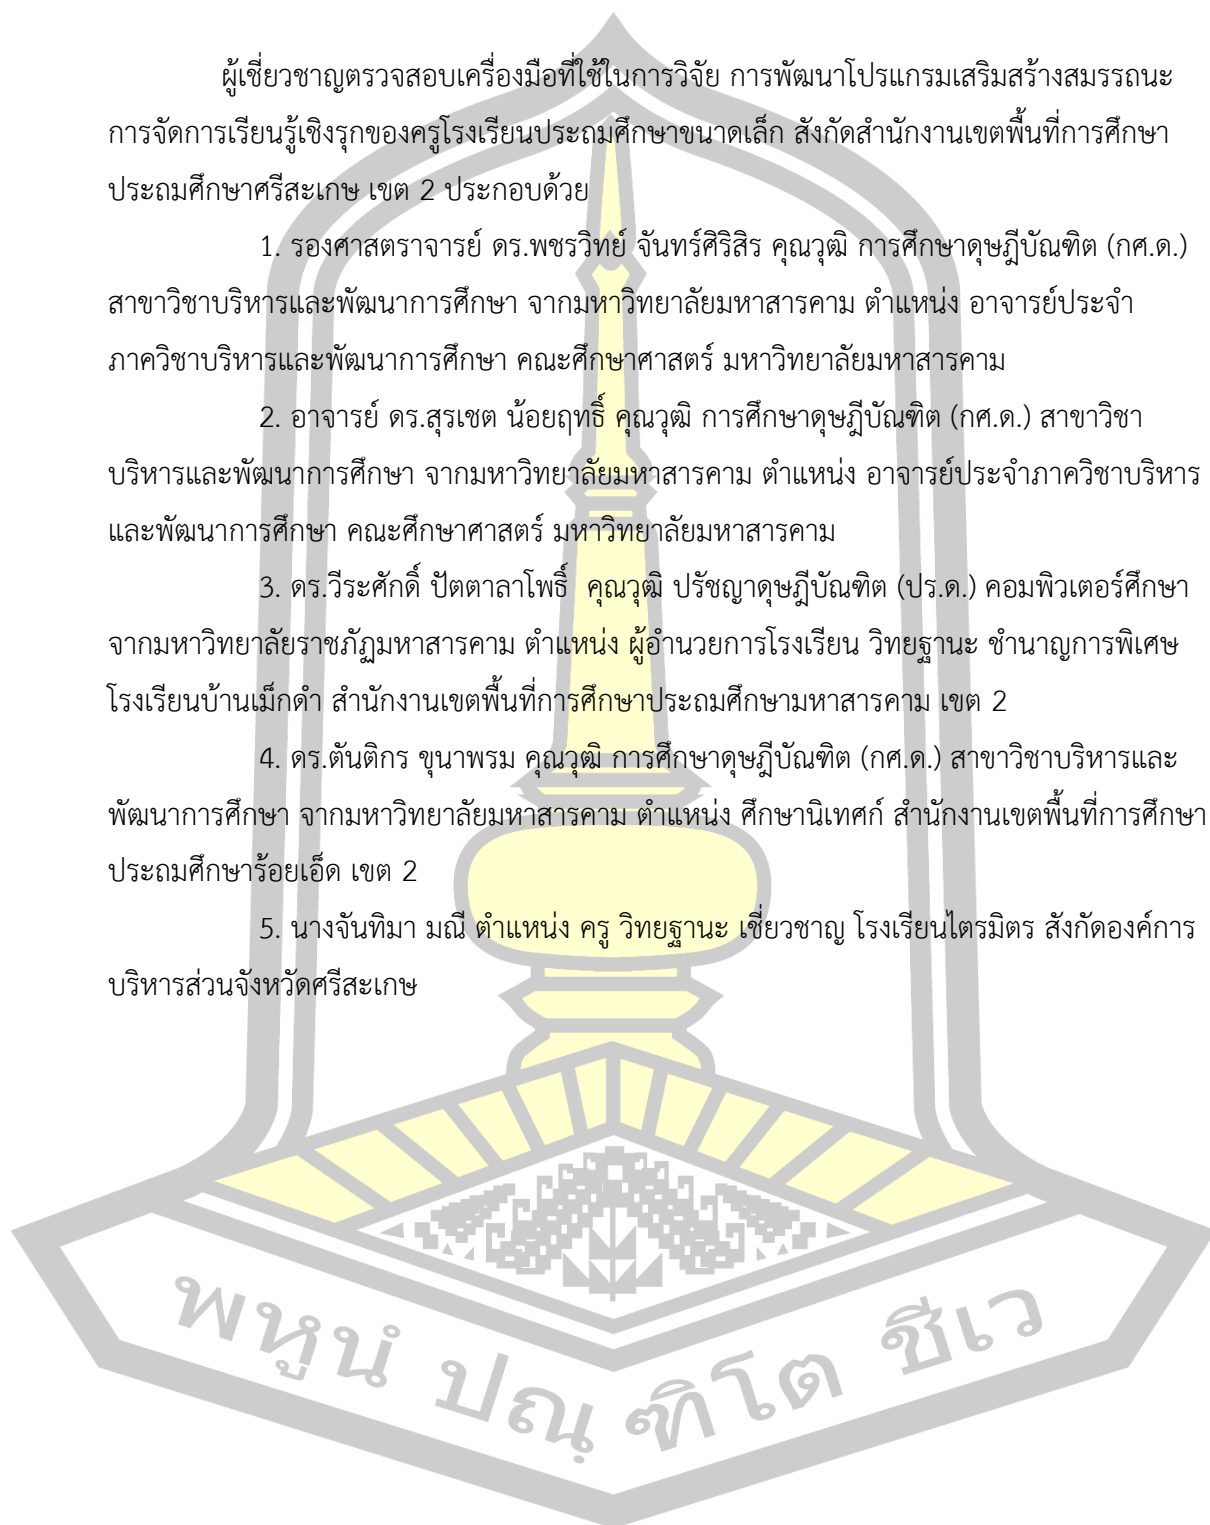 ผู้เชี่ยวชาญตรวจสอบเครื่องมือที่ใช้ในการวิจัย การพัฒนาโปรแกรมเสริมสร้างสมรรถนะ
การจัดการเรียนรู้เชิงรุกของครูโรงเรียนประถมศึกษาขนาดเล็ก สังกัดสำนักงานเขตพื้นที่การศึกษา
ประถมศึกษาศรีสะเกษ เขต 2 ประกอบด้วย
1. รองศาสตราจารย์ ดร.พชรวิทย์ จันทร์ศิริสิร คุณวุฒิ การศึกษาดุษฎีบัณฑิต (กศ.ด.)
สาขาวิชาบริหารและพัฒนาการศึกษา จากมหาวิทยาลัยมหาสารคาม ตำแหน่ง อาจารย์ประจำ
ภาควิชาบริหารและพัฒนาการศึกษา คณะศึกษาศาสตร์ มหาวิทยาลัยมหาสารคาม
2. อาจารย์ ดร.สุรเชต น้อยฤทธิ์ คุณวุฒิ การศึกษาดุษฎีบัณฑิต (กศ.ด.) สาขาวิชา
บริหารและพัฒนาการศึกษา จากมหาวิทยาลัยมหาสารคาม ตำแหน่ง อาจารย์ประจำภาควิชาบริหาร
และพัฒนาการศึกษา คณะศึกษาศาสตร์ มหาวิทยาลัยมหาสารคาม
3. ดร.วีระศักดิ์ ปัตตาลาโพธิ์  คุณวุฒิ ปรัชญาดุษฎีบัณฑิต (ปร.ด.) คอมพิวเตอร์ศึกษา
จากมหาวิทยาลัยราชภัฏมหาสารคาม ตำแหน่ง ผู้อำนวยการโรงเรียน วิทยฐานะ ชำนาญการพิเศษ
โรงเรียนบ้านเม็กดำ สำนักงานเขตพื้นที่การศึกษาประถมศึกษามหาสารคาม เขต 2
4. ดร.ตันติกร ขุนาพรม คุณวุฒิ การศึกษาดุษฎีบัณฑิต (กศ.ด.) สาขาวิชาบริหารและ
พัฒนาการศึกษา จากมหาวิทยาลัยมหาสารคาม ตำแหน่ง ศึกษานิเทศก์ สำนักงานเขตพื้นที่การศึกษา
ประถมศึกษาร้อยเอ็ด เขต 2
5. นางจันทิมา มณี ตำแหน่ง ครู วิทยฐานะ เชี่ยวชาญ โรงเรียนไตรมิตร สังกัดองค์การ
บริหารส่วนจังหวัดศรีสะเกษ
พหูนํ ปณฺ ฑิโต ชีเว